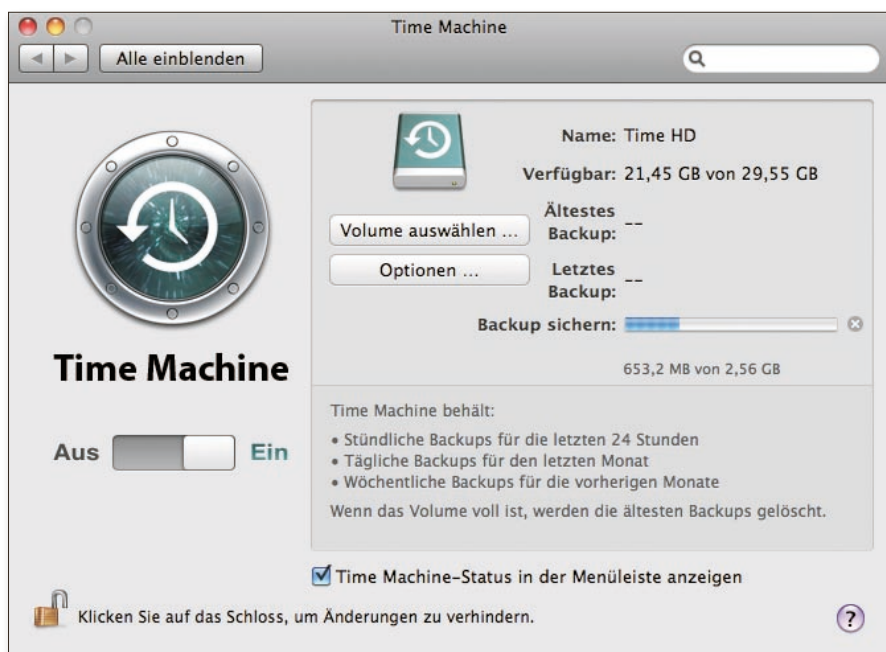 Time Machine
Alle einblenden
Name: Time HD
Verfügbar: 21,45 GB von 29,55 GB
Volume auswählen ...
Ältestes
Backup: --
Optionen ...
Letztes
Backup: --
Backup sichern:
653,2 MB von 2,56 GB
Time Machine
Aus
Ein
Time Machine behält:
• Stündliche Backups für die letzten 24 Stunden
• Tägliche Backups für den letzten Monat
• Wöchentliche Backups für die vorherigen Monate
Wenn das Volume voll ist, werden die ältesten Backups gelöscht.
Time Machine-Status in der Menüleiste anzeigen
Klicken Sie auf das Schloss, um Änderungen zu verhindern.
?